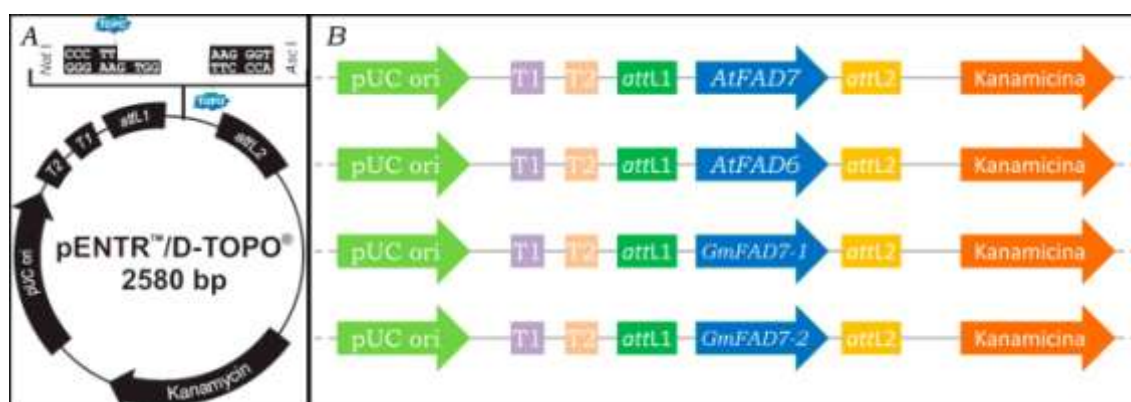 A
TOPO
Not I
CCC TT
GGG AAG TGG
AAG GGT
TTC CCA
Asc I
TOPO
attL1
attL2
T1
T2
pUC ori
pENTR™/D-TOPO®
2580 bp
Kanamycin
B
pUC ori T1 T2 attL1 AtFAD7 attL2 Kanamicina
pUC ori T1 T2 attL1 AtFAD6 attL2 Kanamicina
pUC ori T1 T2 attL1 GmFAD7-1 attL2 Kanamicina
pUC ori T1 T2 attL1 GmFAD7-2 attL2 Kanamicina